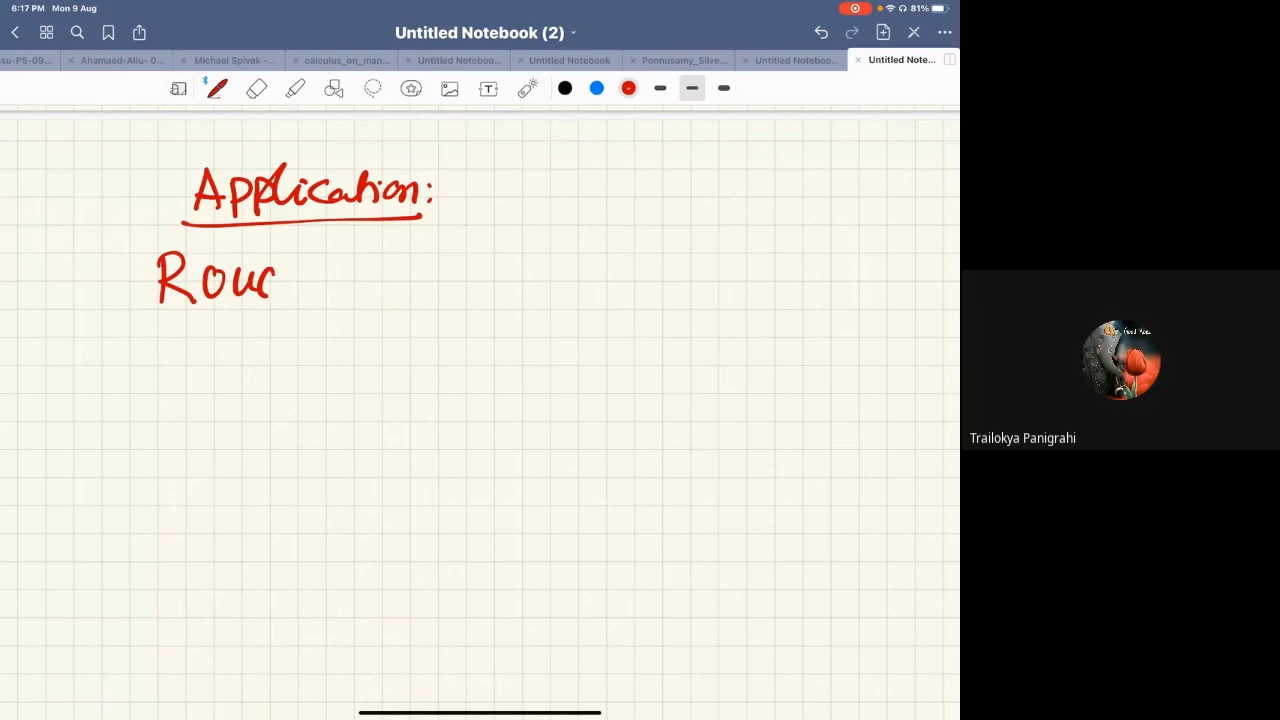 6:17 PM Mon 9 Aug 81%
Untitled Notebook (2)
su-P5-09... Ahamaed-Allu- 0... Michael Spivak -... calculus_on_man... Untitled Noteboo... Untitled Notebook Ponnusamy_Silve... Untitled Noteboo... Untitled Note...
T
Application:
Rouc
Trailokya Panigrahi